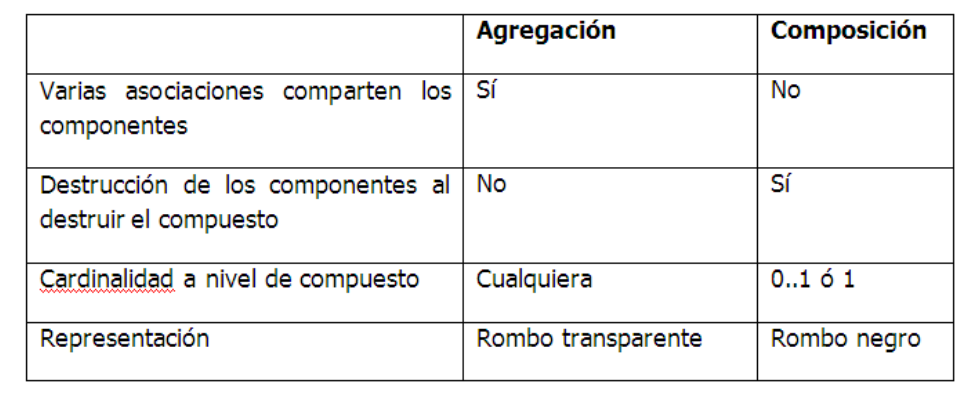 Agregación Composición
Varias asociaciones comparten los Sí No
componentes
Destrucción de los componentes al No Sí
destruir el compuesto
Cardinalidad a nivel de compuesto Cualquiera 0..1 ó 1
Representación Rombo transparente Rombo negro